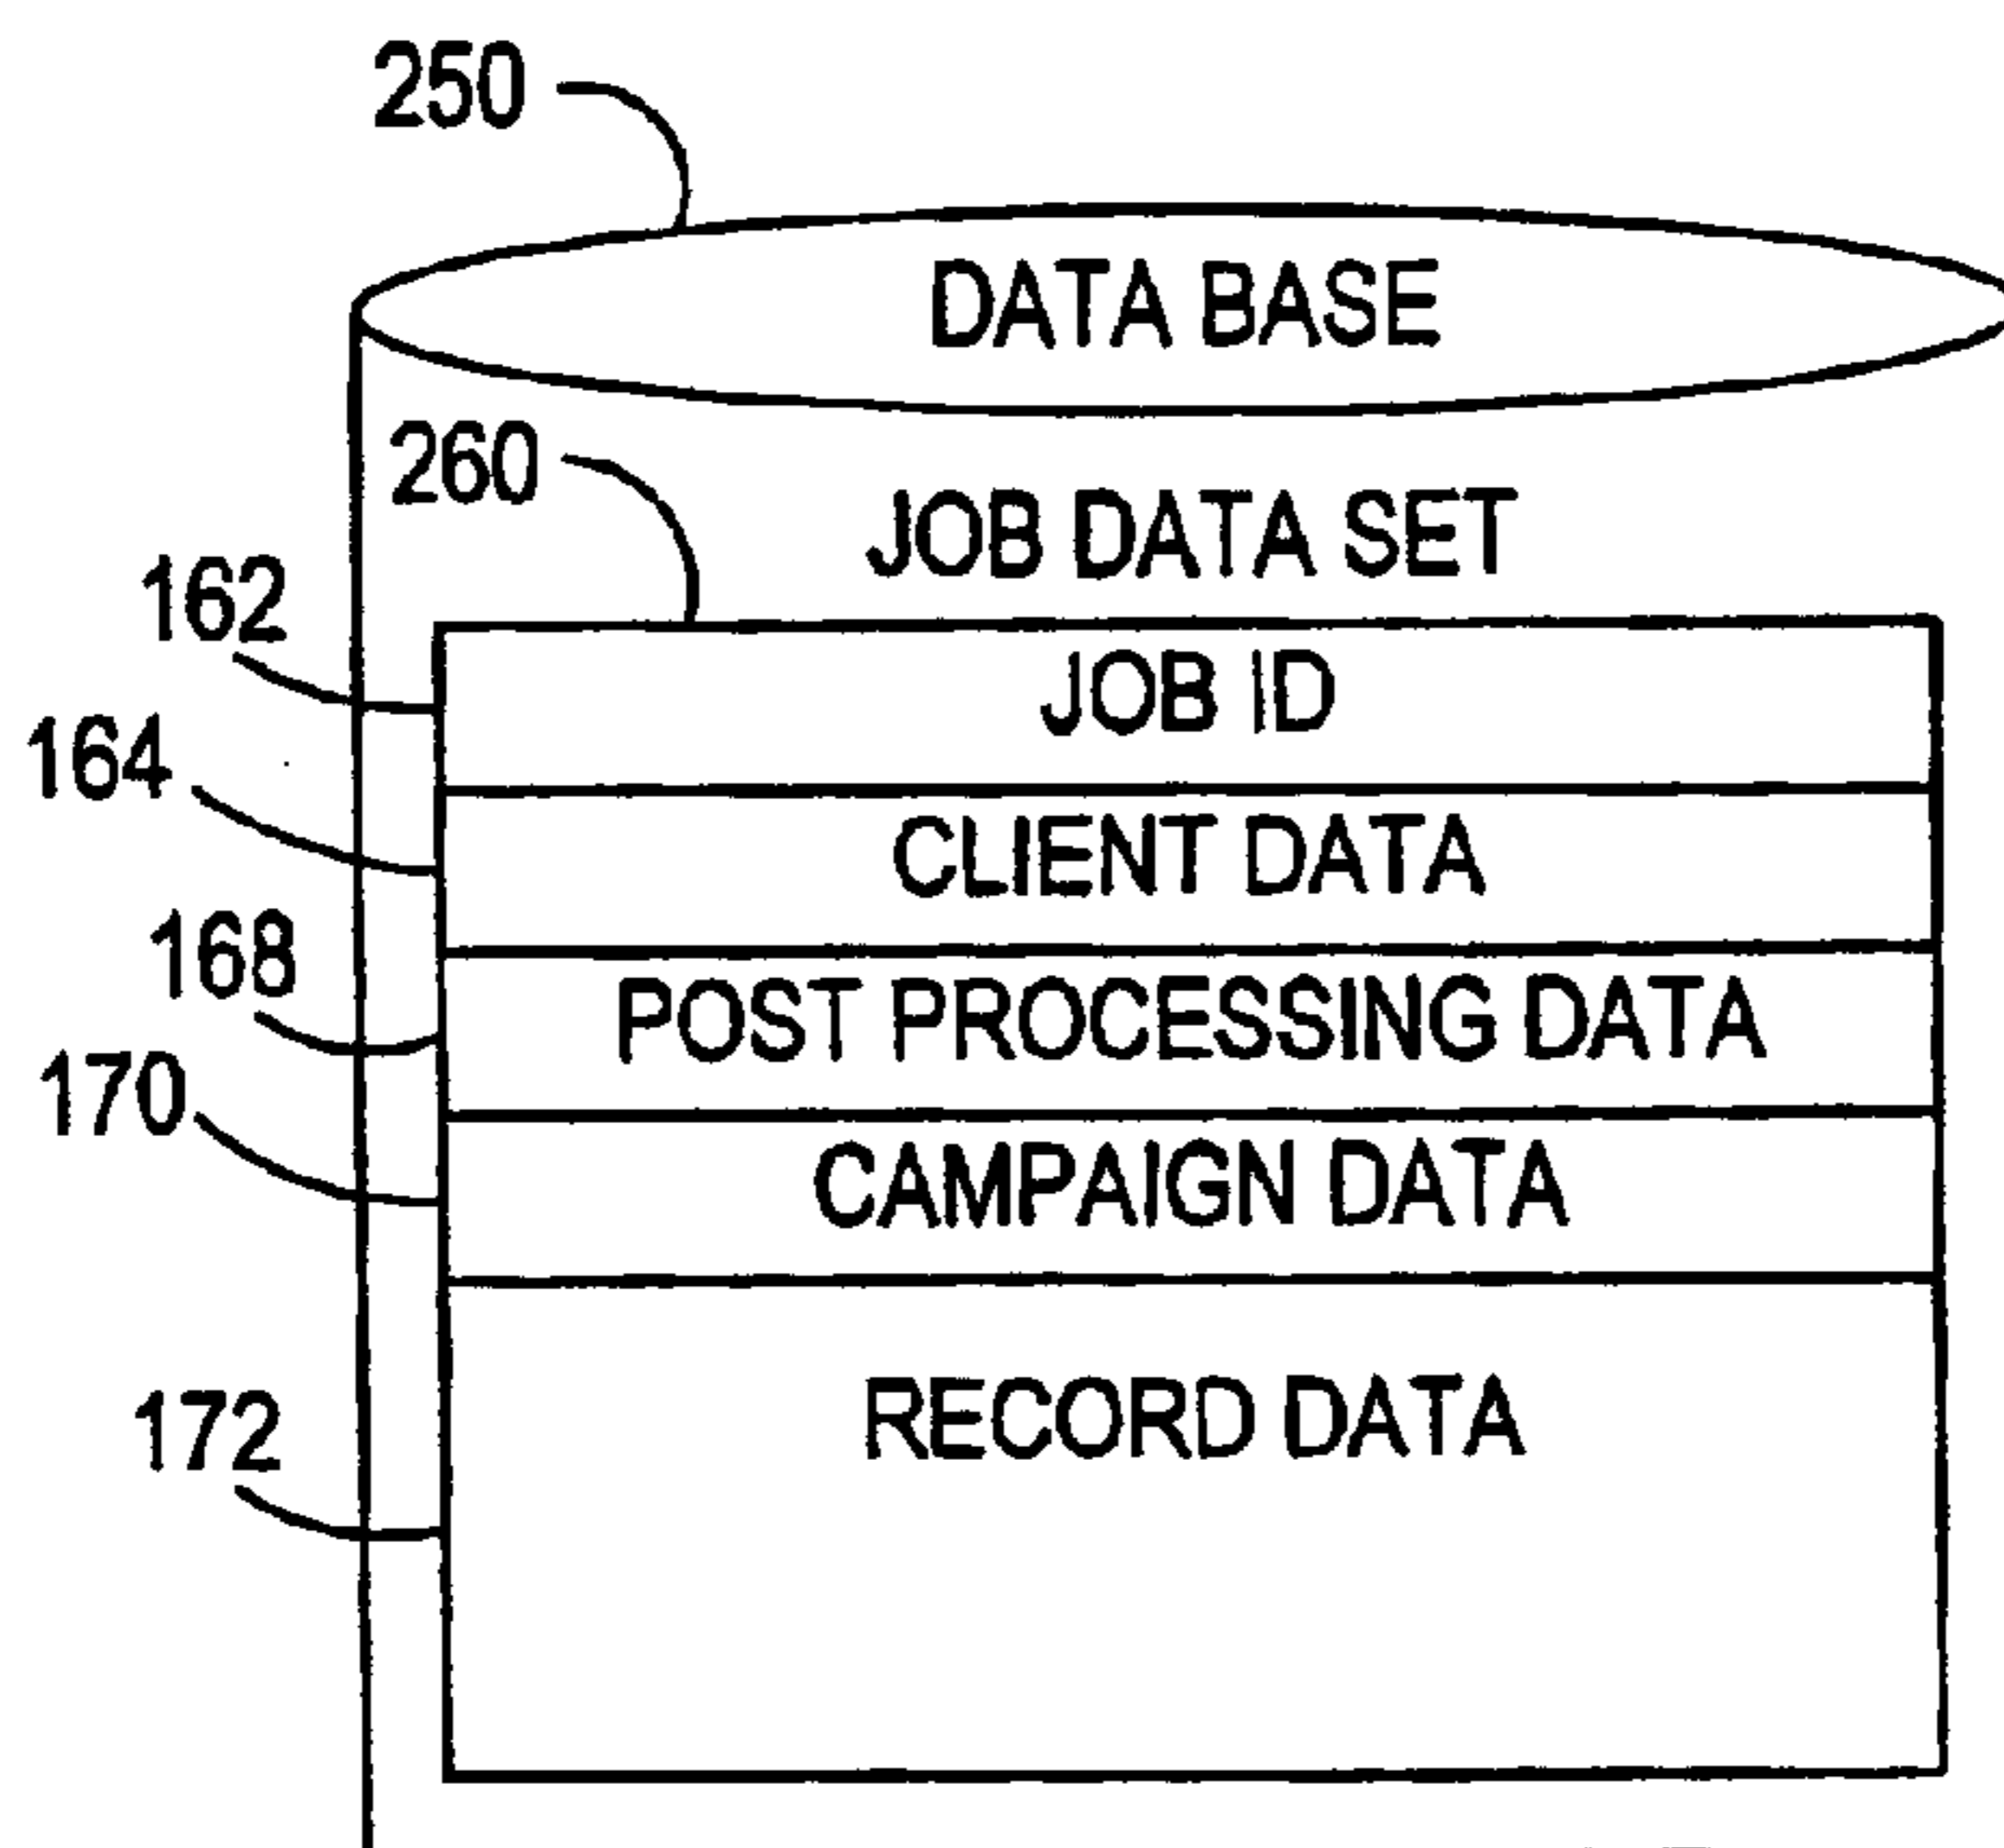 250
DATA BASE
260
JOB DATA SET
162
JOB ID
164
CLIENT DATA
168
POST PROCESSING DATA
170
CAMPAIGN DATA
172
RECORD DATA